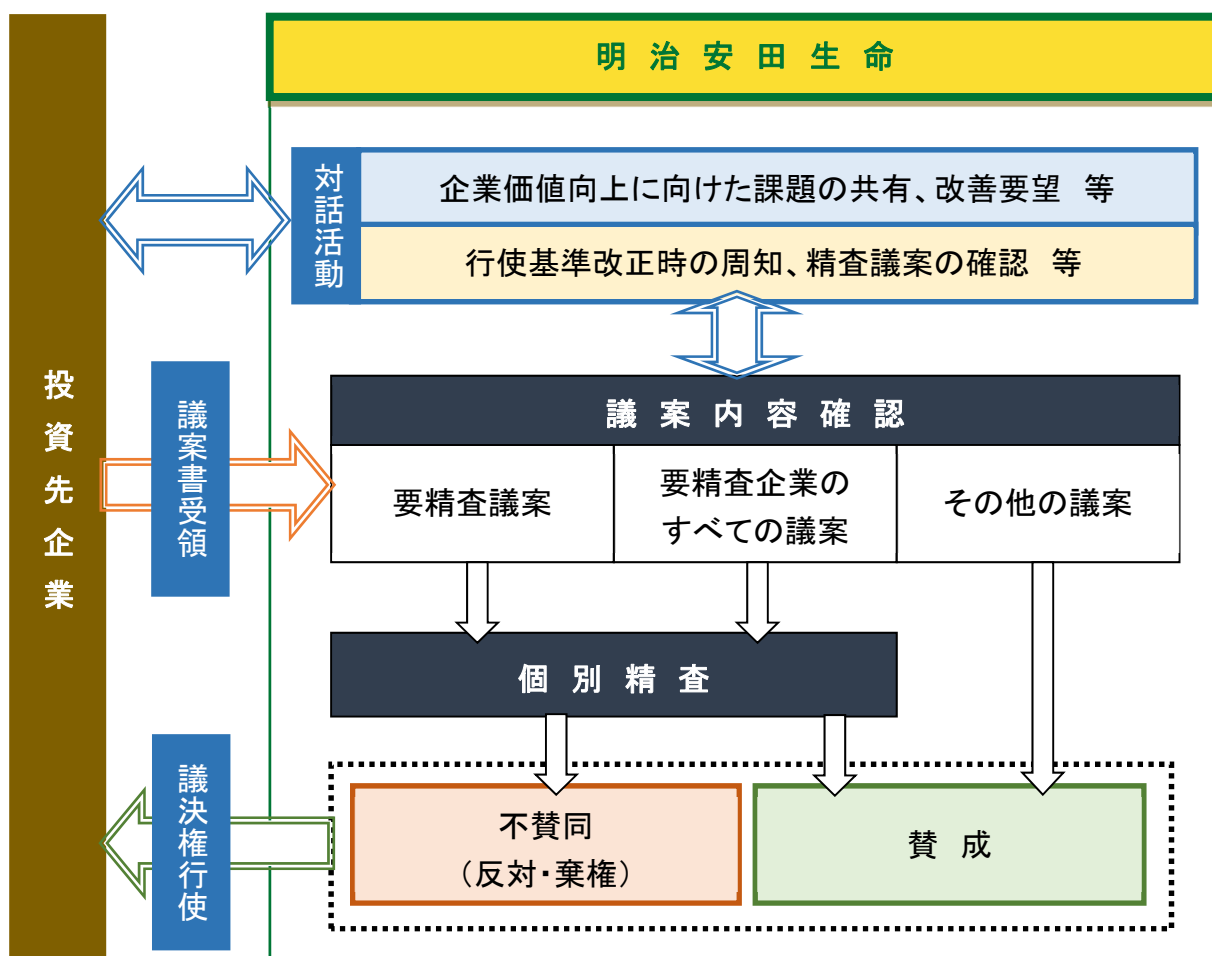 明治安田生命
投資先企業
対話活動
企業価値向上に向けた課題の共有、改善要望 等
行使基準改正時の周知、精査議案の確認 等
議案書受領
議案内容確認
要精査議案
要精査企業の
すべての議案
その他の議案
個別精査
議決権行使
不賛同
（反対・棄権）
賛成